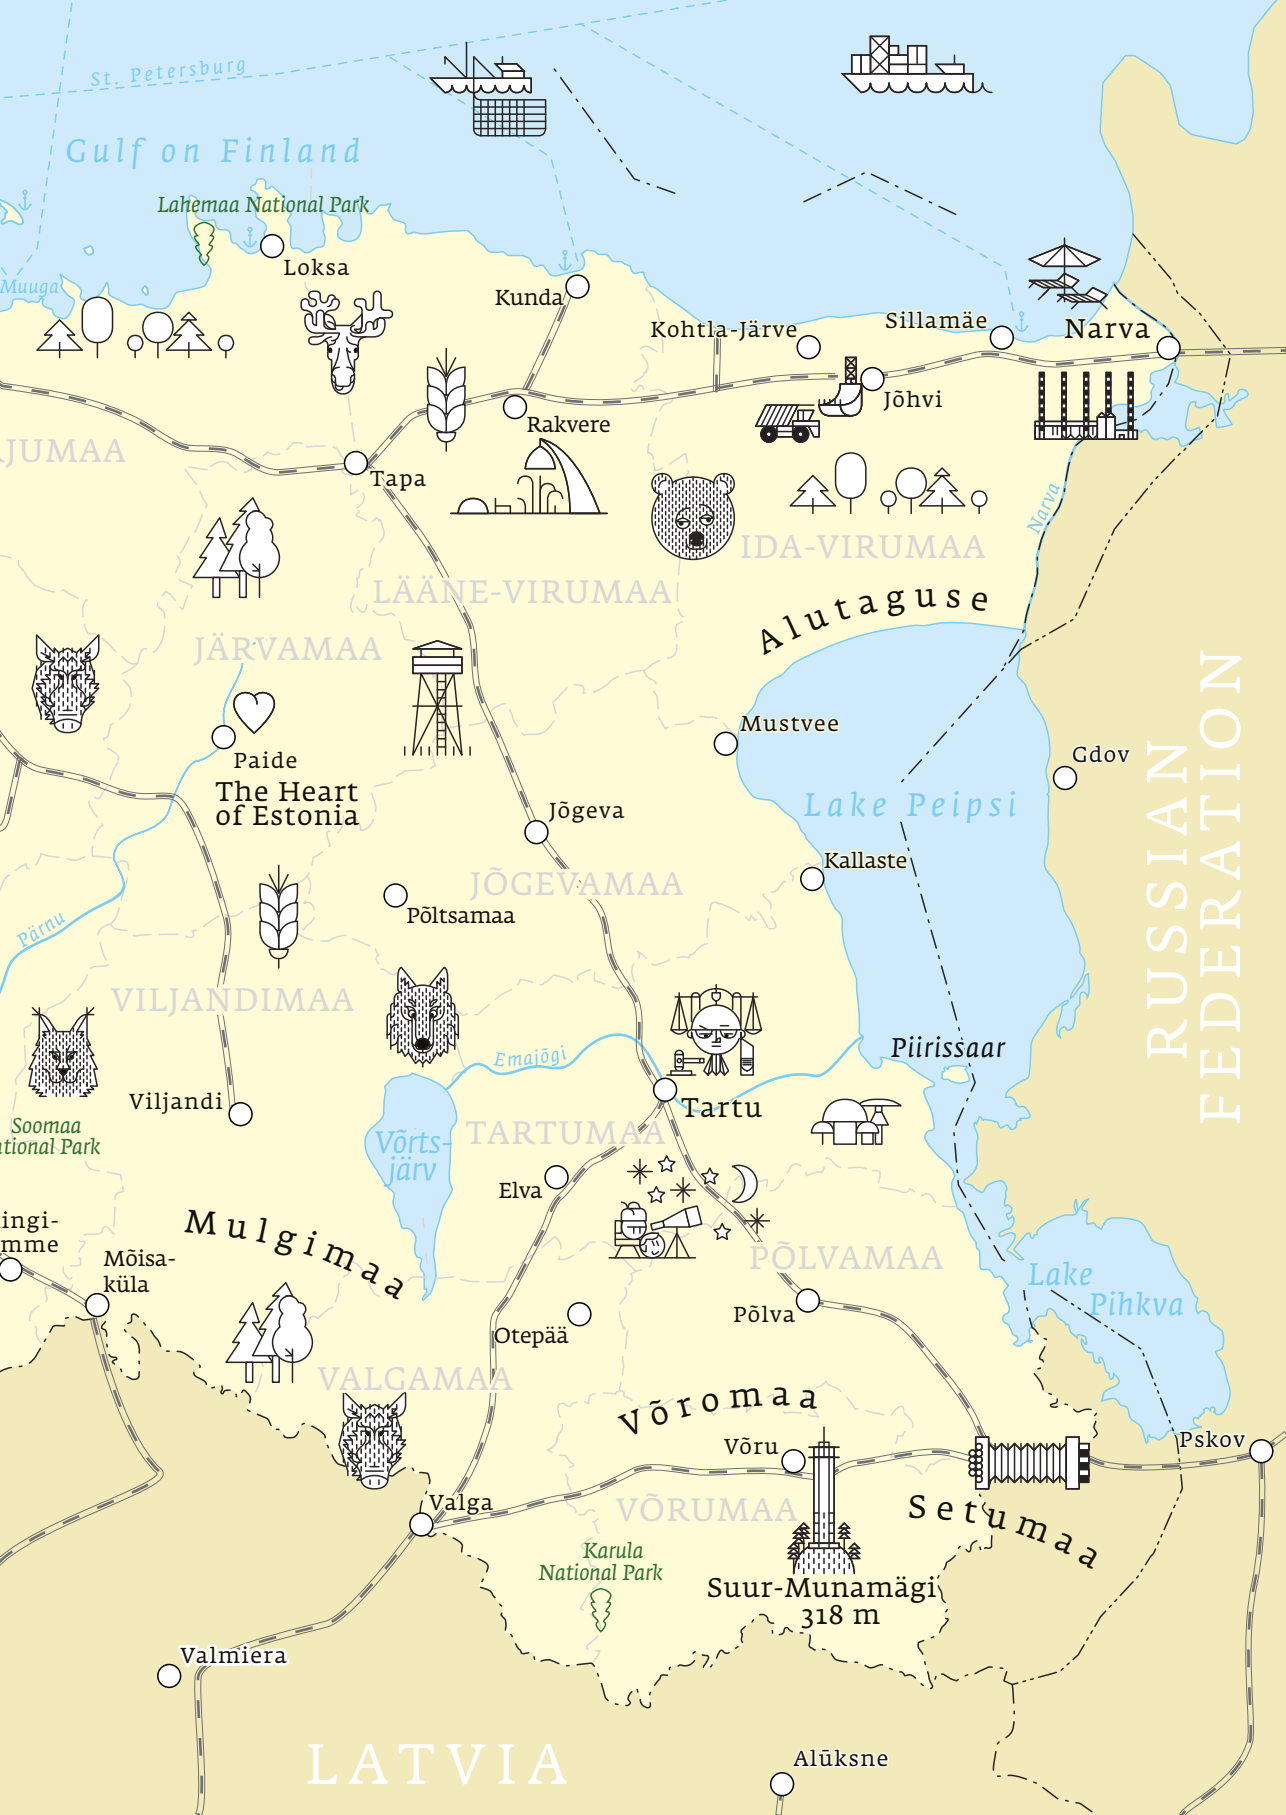 St. Petersburg
Gulf on Finland
Lahemaa National Park
Loksa
Muuga
Kunda
Kohtla-Järve
Sillamäe
Narva
Jõhvi
Rakvere
JUMAA
Tapa
Narva
IDA-VIRUMAA
LÄÄNE-VIRUMAA
Alutaguse
JÄRVAMAA
Mustvee
Paide
The Heart
of Estonia
Gdov
Lake Peipsi
RUSSIAN
FEDERATION
Jõgeva
Kallaste
JÕGEVAMAA
Põltsamaa
Pärnu
VILJANDIMAA
Emajõgi
Piirissaar
Viljandi
Tartu
Soomaa
tional Park
Võrts-
järv
TARTUMAA
Elva
Mulgimaa
ingi-
mme
Mõisa-
küla
PÕLVAMAA
Lake
Pihkva
Põlva
Otepää
VALGAMAA
Võromaa
Võru
Pskov
Valga
VÕRUMAA
Setumaa
Karula
National Park
Suur-Munamägi
318 m
Valmiera
LATVIA
Alūksne